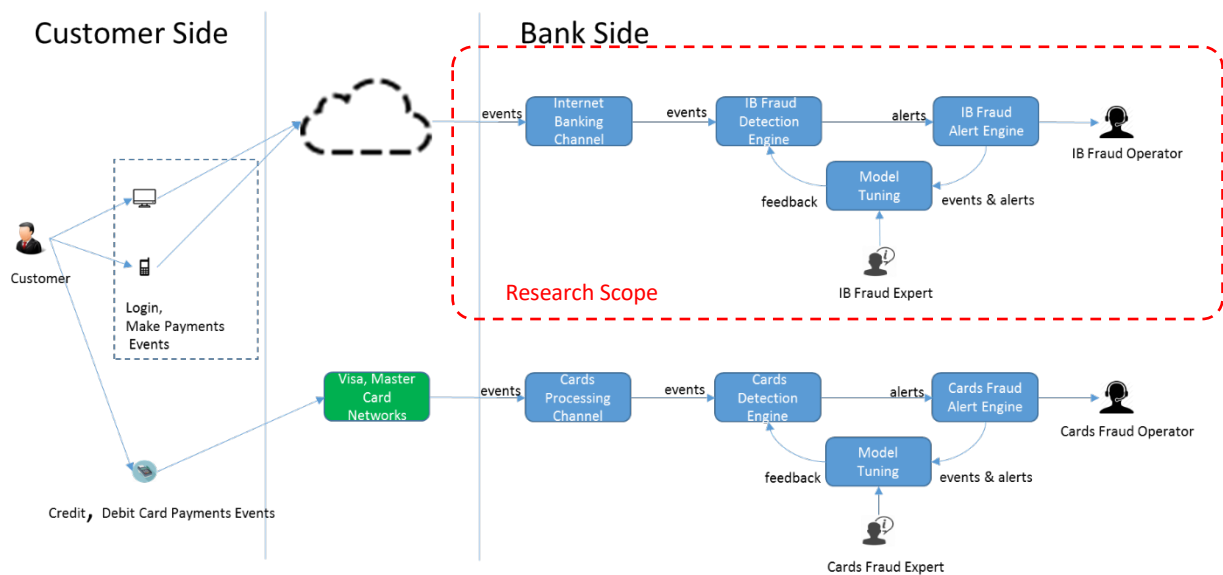 Customer Side
Bank Side
events
Internet
Banking
Channel
events
IB Fraud
Detection
Engine
alerts
IB Fraud
Alert Engine
IB Fraud Operator
Model
Tuning
feedback
events & alerts
IB Fraud Expert
Research Scope
Customer
Login,
Make Payments
Events
Visa, Master
Card
Networks
events
Cards
Processing
Channel
events
Cards
Detection
Engine
alerts
Cards Fraud
Alert Engine
Cards Fraud Operator
Model
Tuning
feedback
events & alerts
Cards Fraud Expert
Credit, Debit Card Payments Events